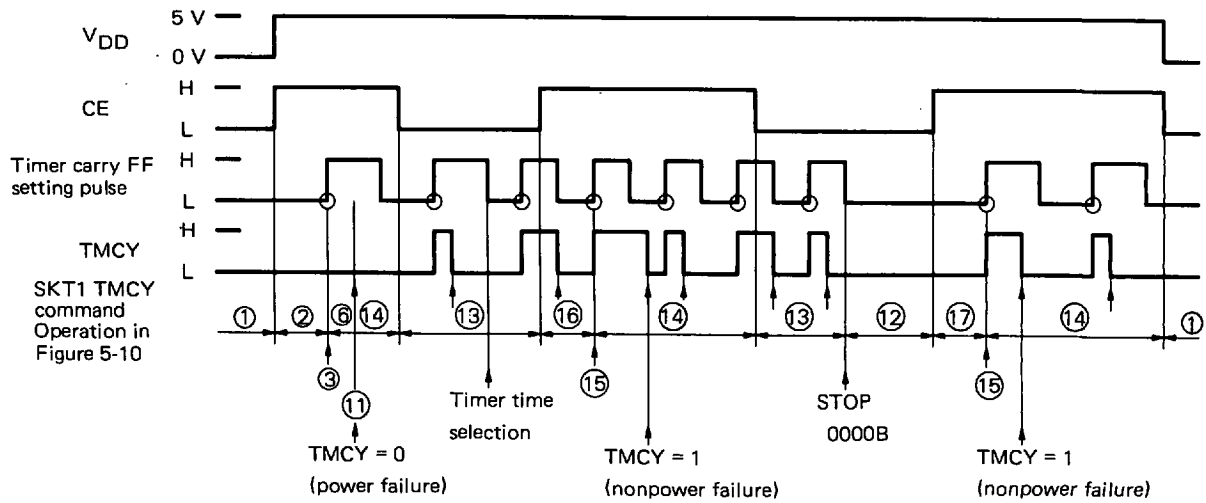 VDD
5 V
0 V
CE
H
L
Timer carry FF
setting pulse
H
L
TMCY
H
L
SKT1 TMCY
command
Operation in
Figure 5-10
① ② ⑥ ⑭ ⑬ ⑯ ⑭ ⑬ ⑫ ⑰ ⑭ ①
③ ⑮ ⑮
⑪
Timer time
selection
STOP
0000B
TMCY = 0
(power failure)
TMCY = 1
(nonpower failure)
TMCY = 1
(nonpower failure)